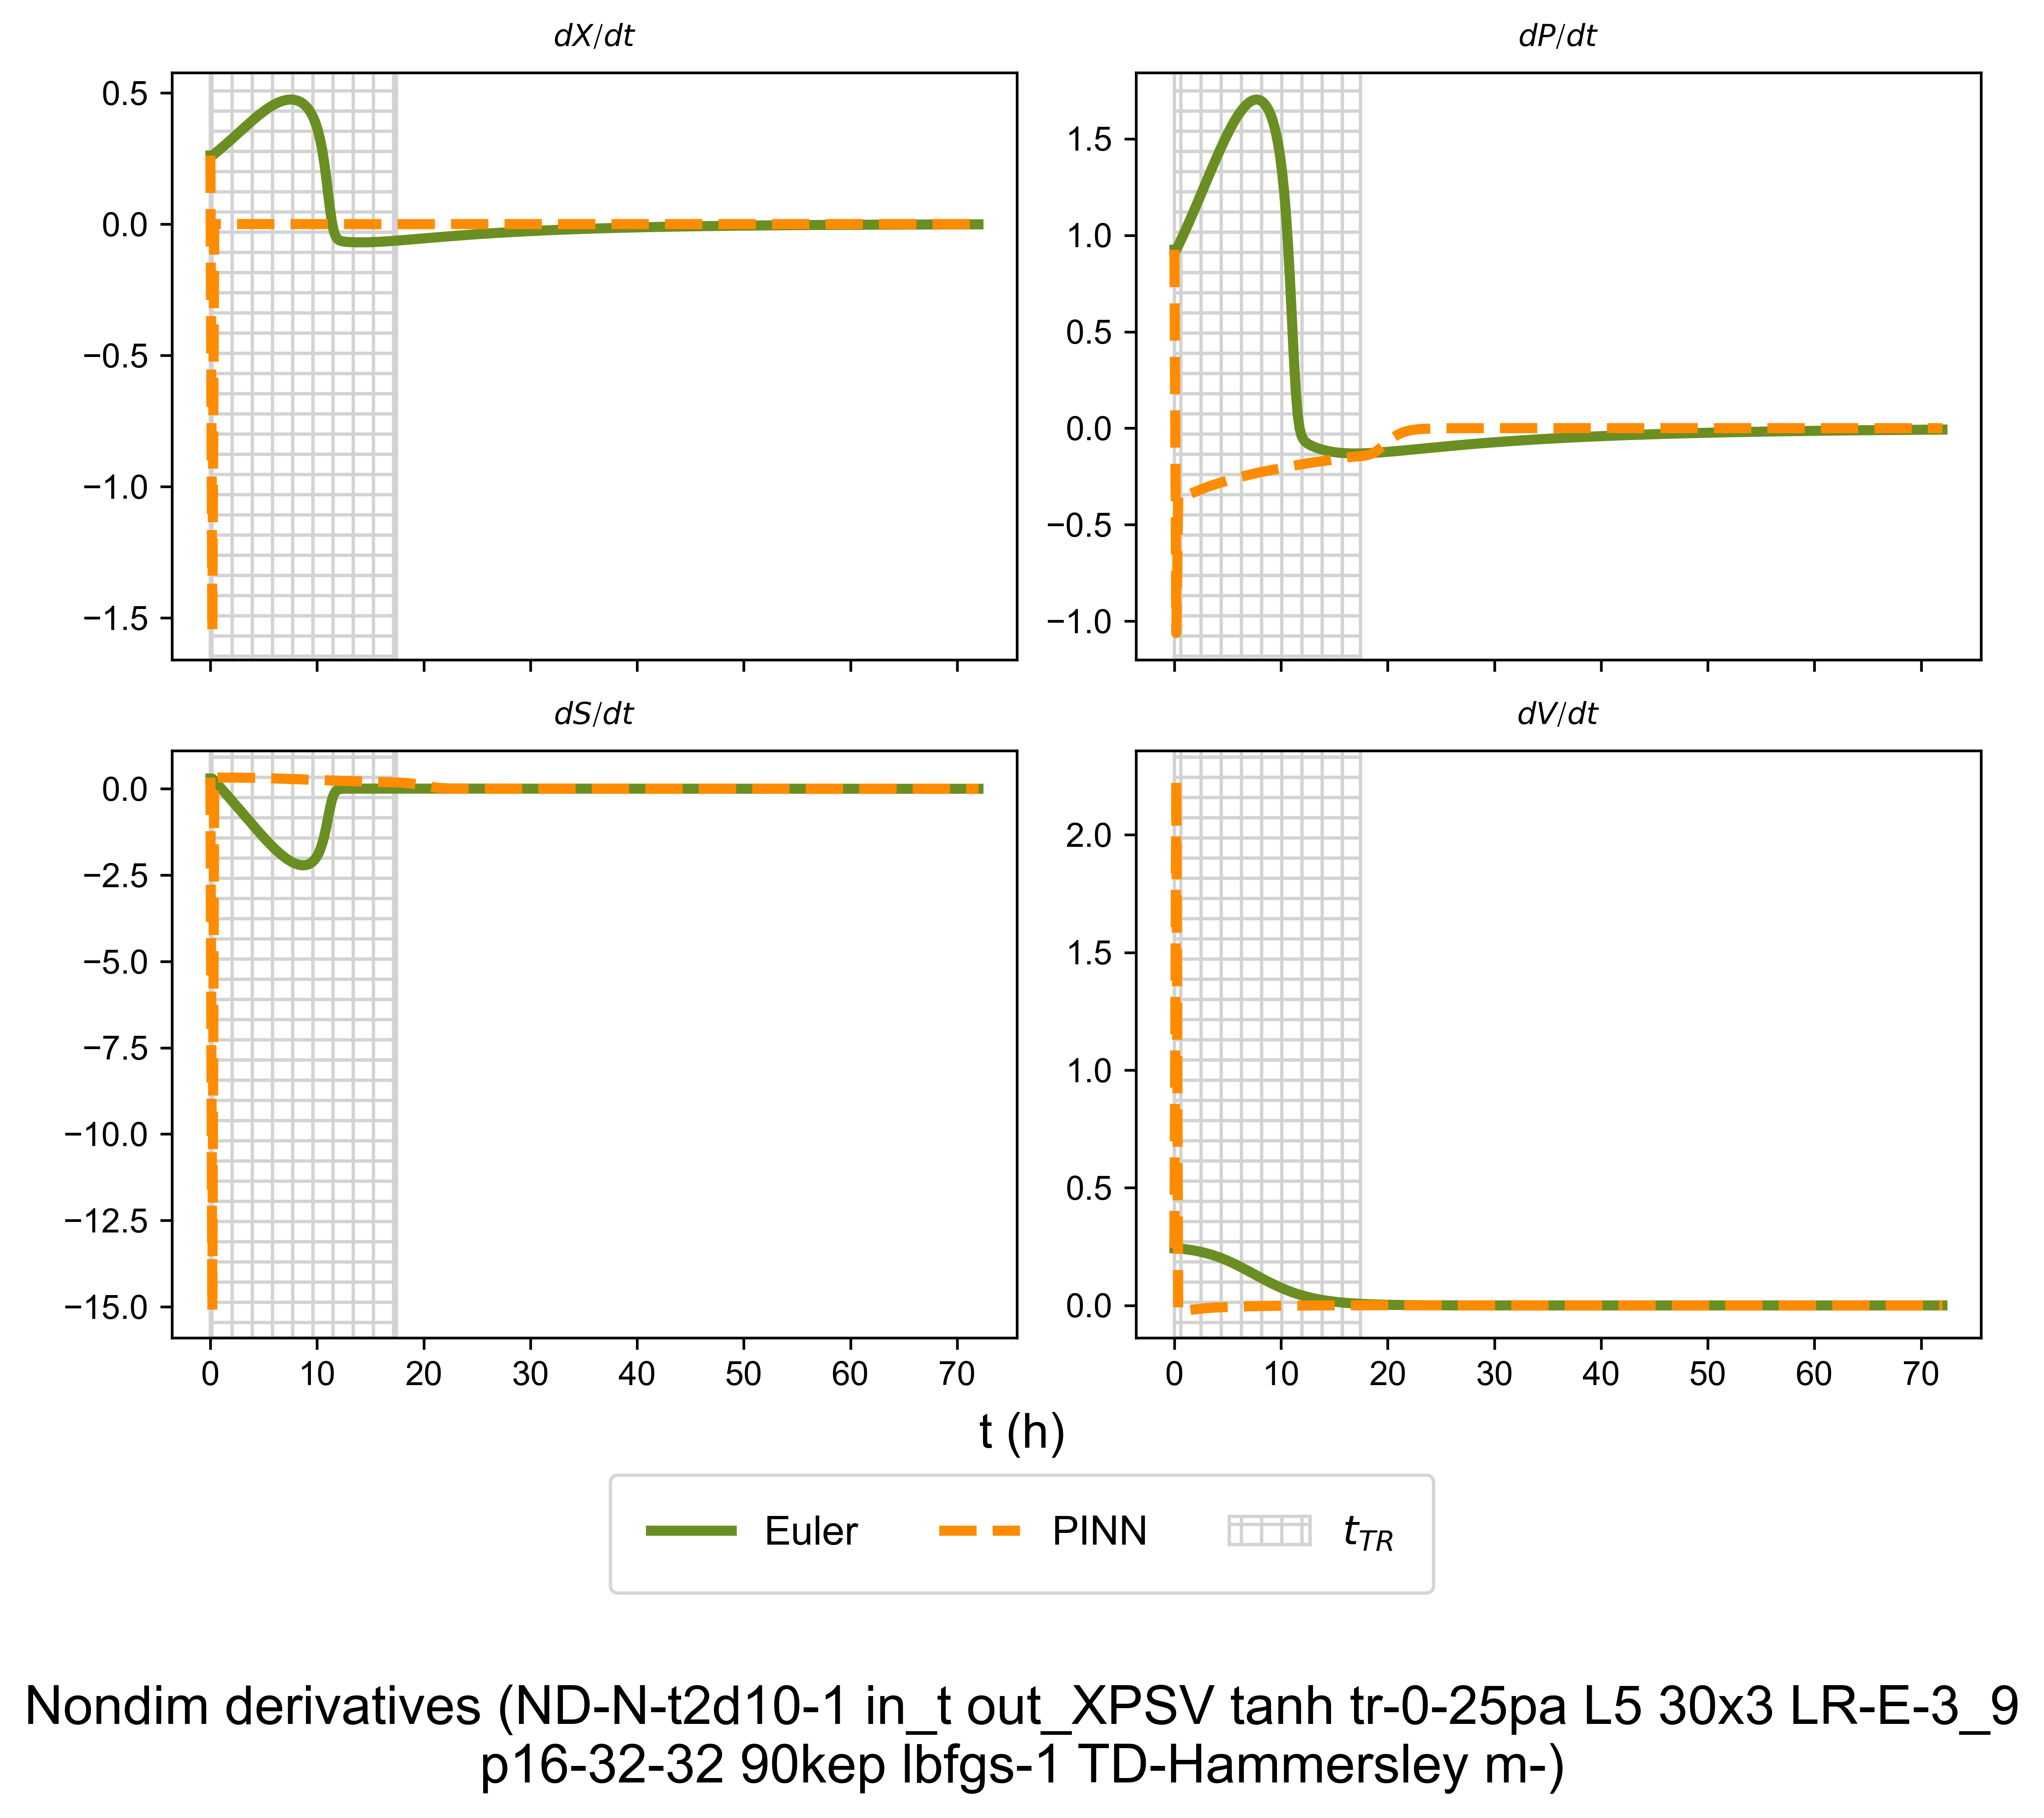 dX/dt
dP/dt
0.5
0.0
−0.5
−1.0
−1.5
1.5
1.0
0.5
0.0
−0.5
−1.0
dS/dt
dV/dt
0.0
−2.5
−5.0
−7.5
−10.0
−12.5
−15.0
2.0
1.5
1.0
0.5
0.0
0 10 20 30 40 50 60 70
0 10 20 30 40 50 60 70
t (h)
Euler PINN t_TR
Nondim derivatives (ND-N-t2d10-1 in_t out_XPSV tanh tr-0-25pa L5 30x3 LR-E-3_9
p16-32-32 90kep lbfgs-1 TD-Hammersley m-)